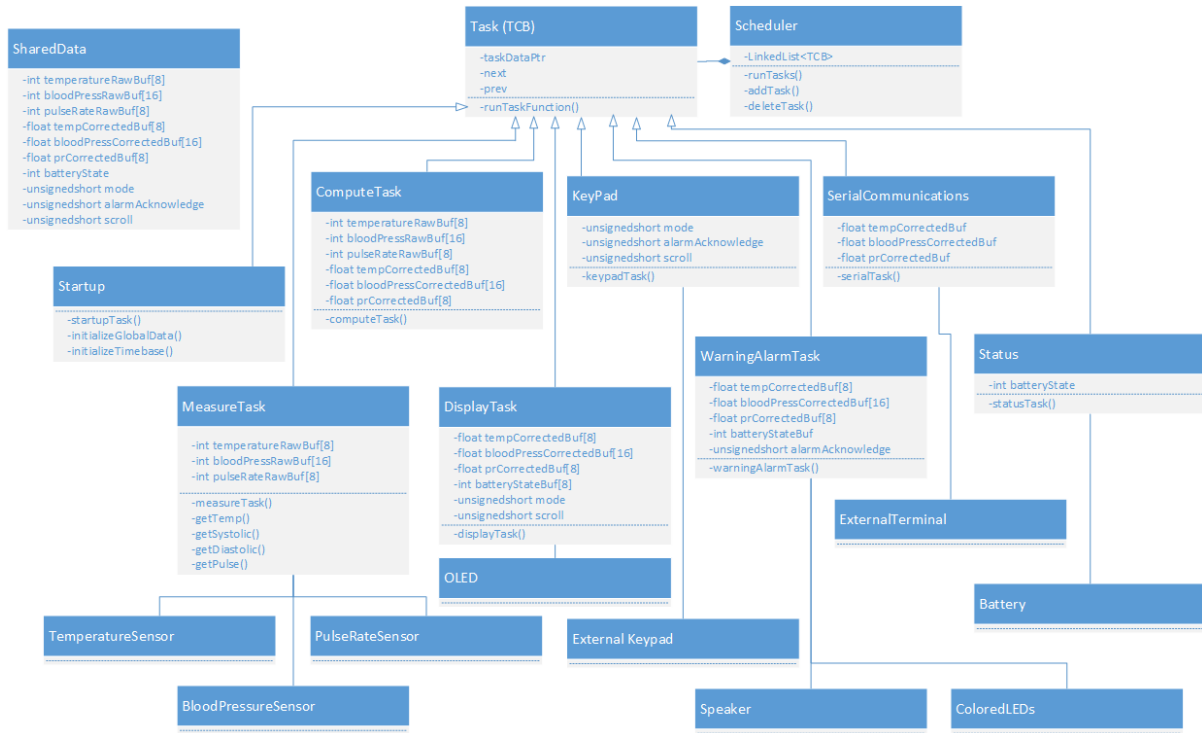 Task (TCB)
-taskDataPtr
-next
-prev
-runTaskFunction()
Scheduler
-LinkedList<TCB>
-runTasks()
-addTask()
-deleteTask()
SharedData
-int temperatureRawBuf[8]
-int bloodPressRawBuf[16]
-int pulseRateRawBuf[8]
-float tempCorrectedBuf[8]
-float bloodPressCorrectedBuf[16]
-float prCorrectedBuf[8]
-int batteryState
-unsignedshort mode
-unsignedshort alarmAcknowledge
-unsignedshort scroll
ComputeTask
-int temperatureRawBuf[8]
-int bloodPressRawBuf[16]
-int pulseRateRawBuf[8]
-float tempCorrectedBuf[8]
-float bloodPressCorrectedBuf[16]
-float prCorrectedBuf[8]
-computeTask()
KeyPad
-unsignedshort mode
-unsignedshort alarmAcknowledge
-unsignedshort scroll
-keypadTask()
SerialCommunications
-float tempCorrectedBuf
-float bloodPressCorrectedBuf
-float prCorrectedBuf
-serialTask()
Startup
-startupTask()
-initializeGlobalData()
-initializeTimebase()
WarningAlarmTask
-float tempCorrectedBuf[8]
-float bloodPressCorrectedBuf[16]
-float prCorrectedBuf[8]
-int batteryStateBuf
-unsignedshort alarmAcknowledge
-warningAlarmTask()
Status
-int batteryState
-statusTask()
MeasureTask
-int temperatureRawBuf[8]
-int bloodPressRawBuf[16]
-int pulseRateRawBuf[8]
-measureTask()
-getTemp()
-getSystolic()
-getDiastolic()
-getPulse()
DisplayTask
-float tempCorrectedBuf[8]
-float bloodPressCorrectedBuf[16]
-float prCorrectedBuf[8]
-int batteryStateBuf[8]
-unsignedshort mode
-unsignedshort scroll
-displayTask()
ExternalTerminal
OLED
Battery
TemperatureSensor
PulseRateSensor
External Keypad
BloodPressureSensor
Speaker
ColoredLEDs